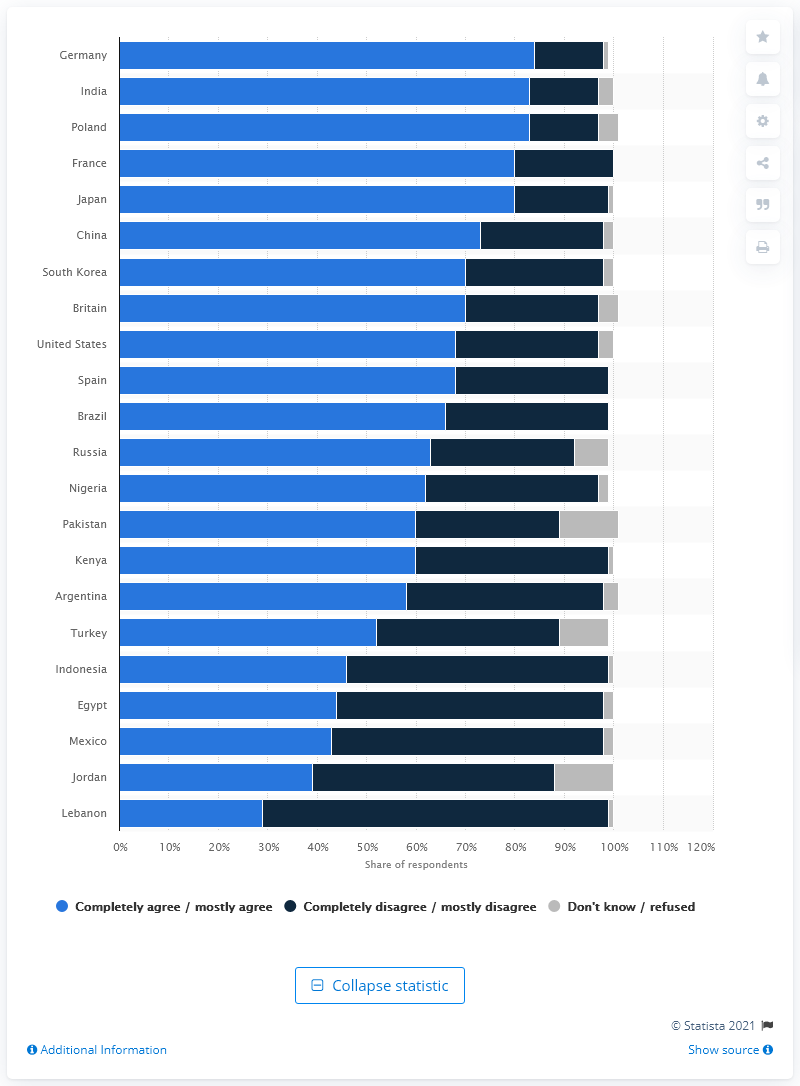 Germany
India
Poland
France
Japan
China
South Korea
Britain
United States
Spain
Brazil
Russia
Nigeria
Pakistan
Kenya
Argentina
Turkey
Indonesia
Egypt
Mexico
Jordan
Lebanon
0% 10% 20% 30% 40% 50% 60% 70% 80% 90% 100% 110% 120%
Share of respondents
Completely agree / mostly agree Completely disagree / mostly disagree Don't know / refused
Collapse statistic
© Statista 2021
Additional Information Show source